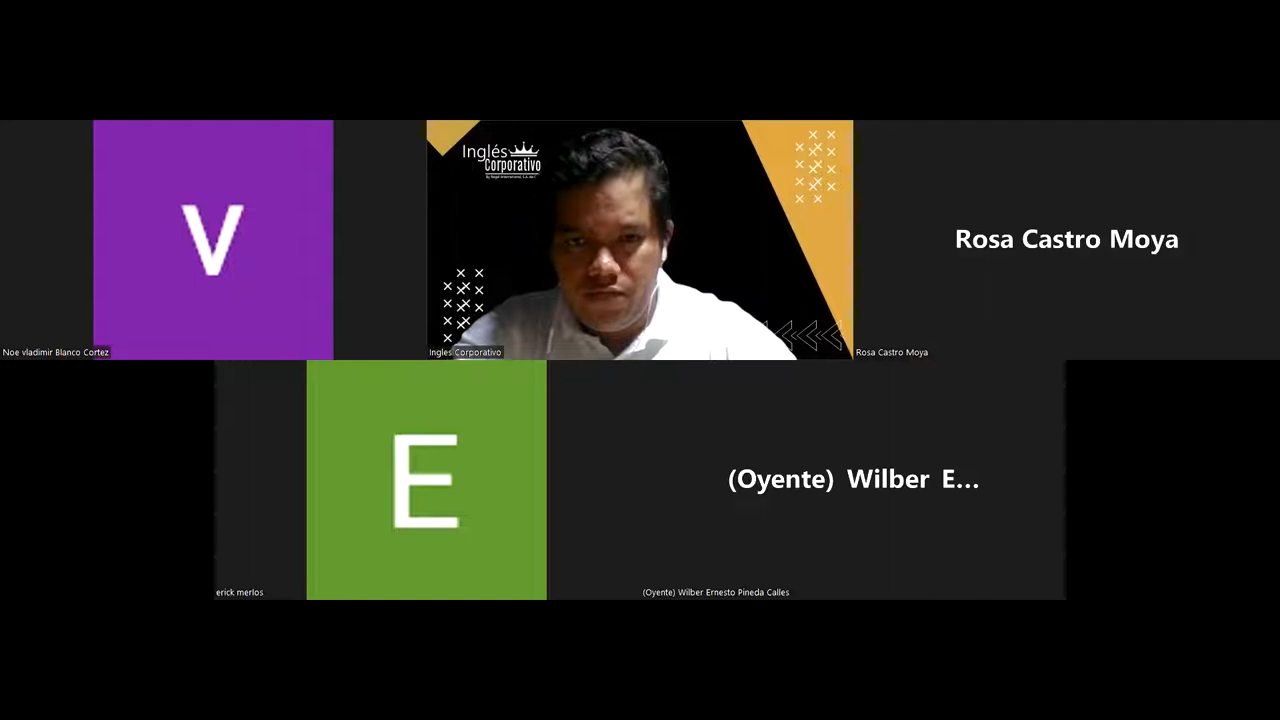 V
Inglés
Corporativo
Rosa Castro Moya
Noe vladimir Blanco Cortez
Ingles Corporativo
Rosa Castro Moya
E
(Oyente) Wilber E...
erick merlos
(Oyente) Wilber Ernesto Pineda Calles